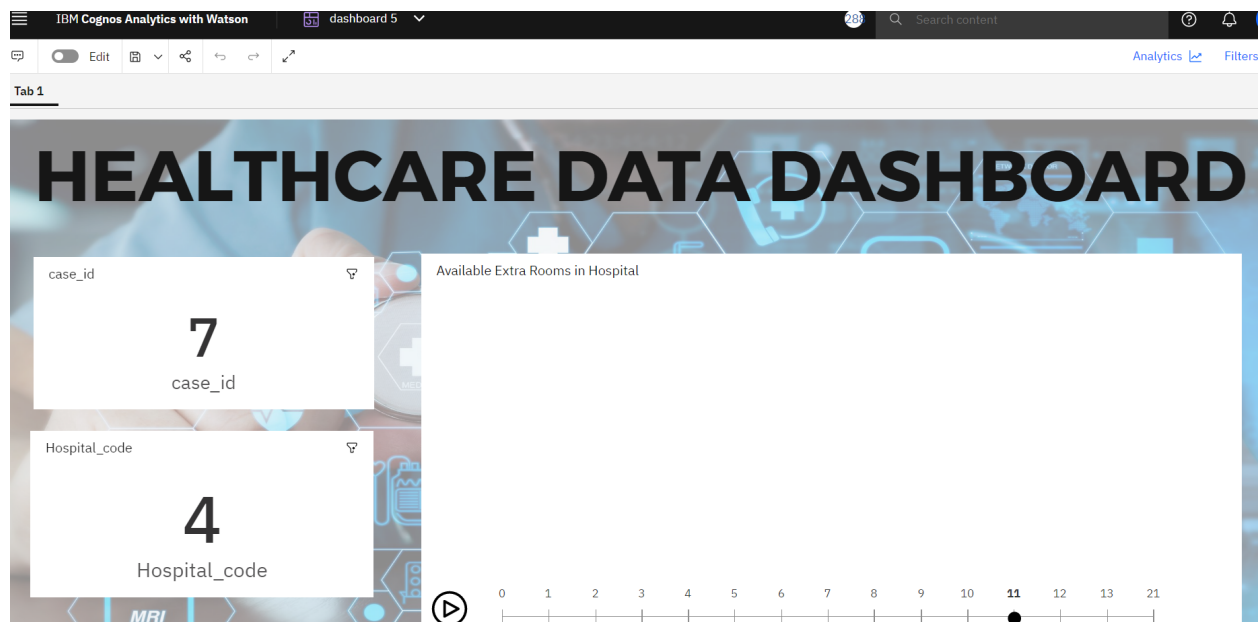 IBM Cognos Analytics with Watson
dashboard 5
288
Search content
Edit
Analytics
Filters
Tab 1
HEALTHCARE DATA DASHBOARD
case_id
7
case_id
Available Extra Rooms in Hospital
Hospital_code
4
Hospital_code
0 1 2 3 4 5 6 7 8 9 10 11 12 13 21
MRI